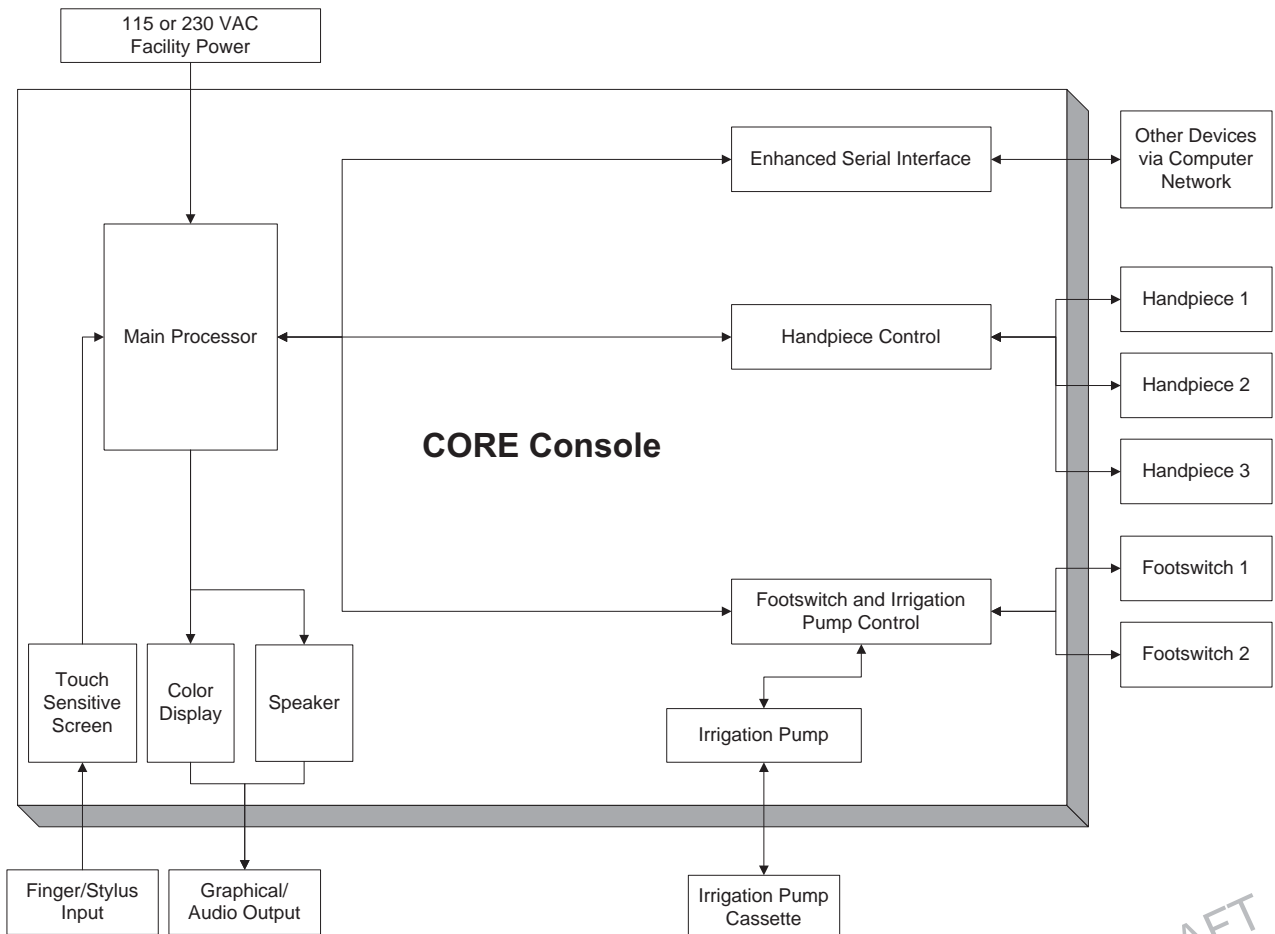 115 or 230 VAC
Facility Power
Enhanced Serial Interface
Other Devices
via Computer
Network
Main Processor
Handpiece Control
Handpiece 1
Handpiece 2
Handpiece 3
CORE Console
Footswitch and Irrigation
Pump Control
Footswitch 1
Footswitch 2
Touch
Sensitive
Screen
Color
Display
Speaker
Irrigation Pump
Finger/Stylus
Input
Graphical/
Audio Output
Irrigation Pump
Cassette